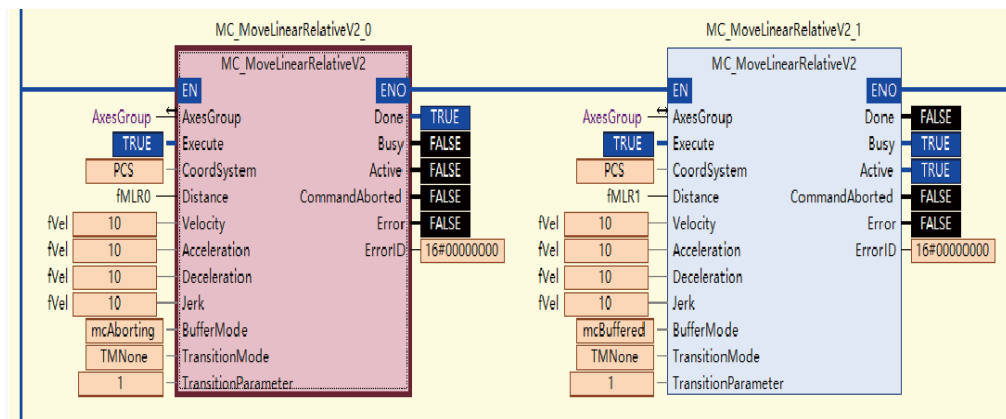 MC_MoveLinearRelativeV2_0
MC_MoveLinearRelativeV2
EN ENO
AxesGroup AxesGroup Done TRUE
TRUE Execute Busy FALSE
PCS CoordSystem Active FALSE
fMLR0 Distance CommandAborted FALSE
fVel 10 Velocity Error FALSE
fVel 10 Acceleration ErrorID 16#00000000
fVel 10 Deceleration
fVel 10 Jerk
mcAborting BufferMode
TMNone TransitionMode
1 TransitionParameter
MC_MoveLinearRelativeV2_1
MC_MoveLinearRelativeV2
EN ENO
AxesGroup AxesGroup Done FALSE
TRUE Execute Busy TRUE
PCS CoordSystem Active TRUE
fMLR1 Distance CommandAborted FALSE
fVel 10 Velocity Error FALSE
fVel 10 Acceleration ErrorID 16#00000000
fVel 10 Deceleration
fVel 10 Jerk
mcBuffered BufferMode
TMNone TransitionMode
1 TransitionParameter